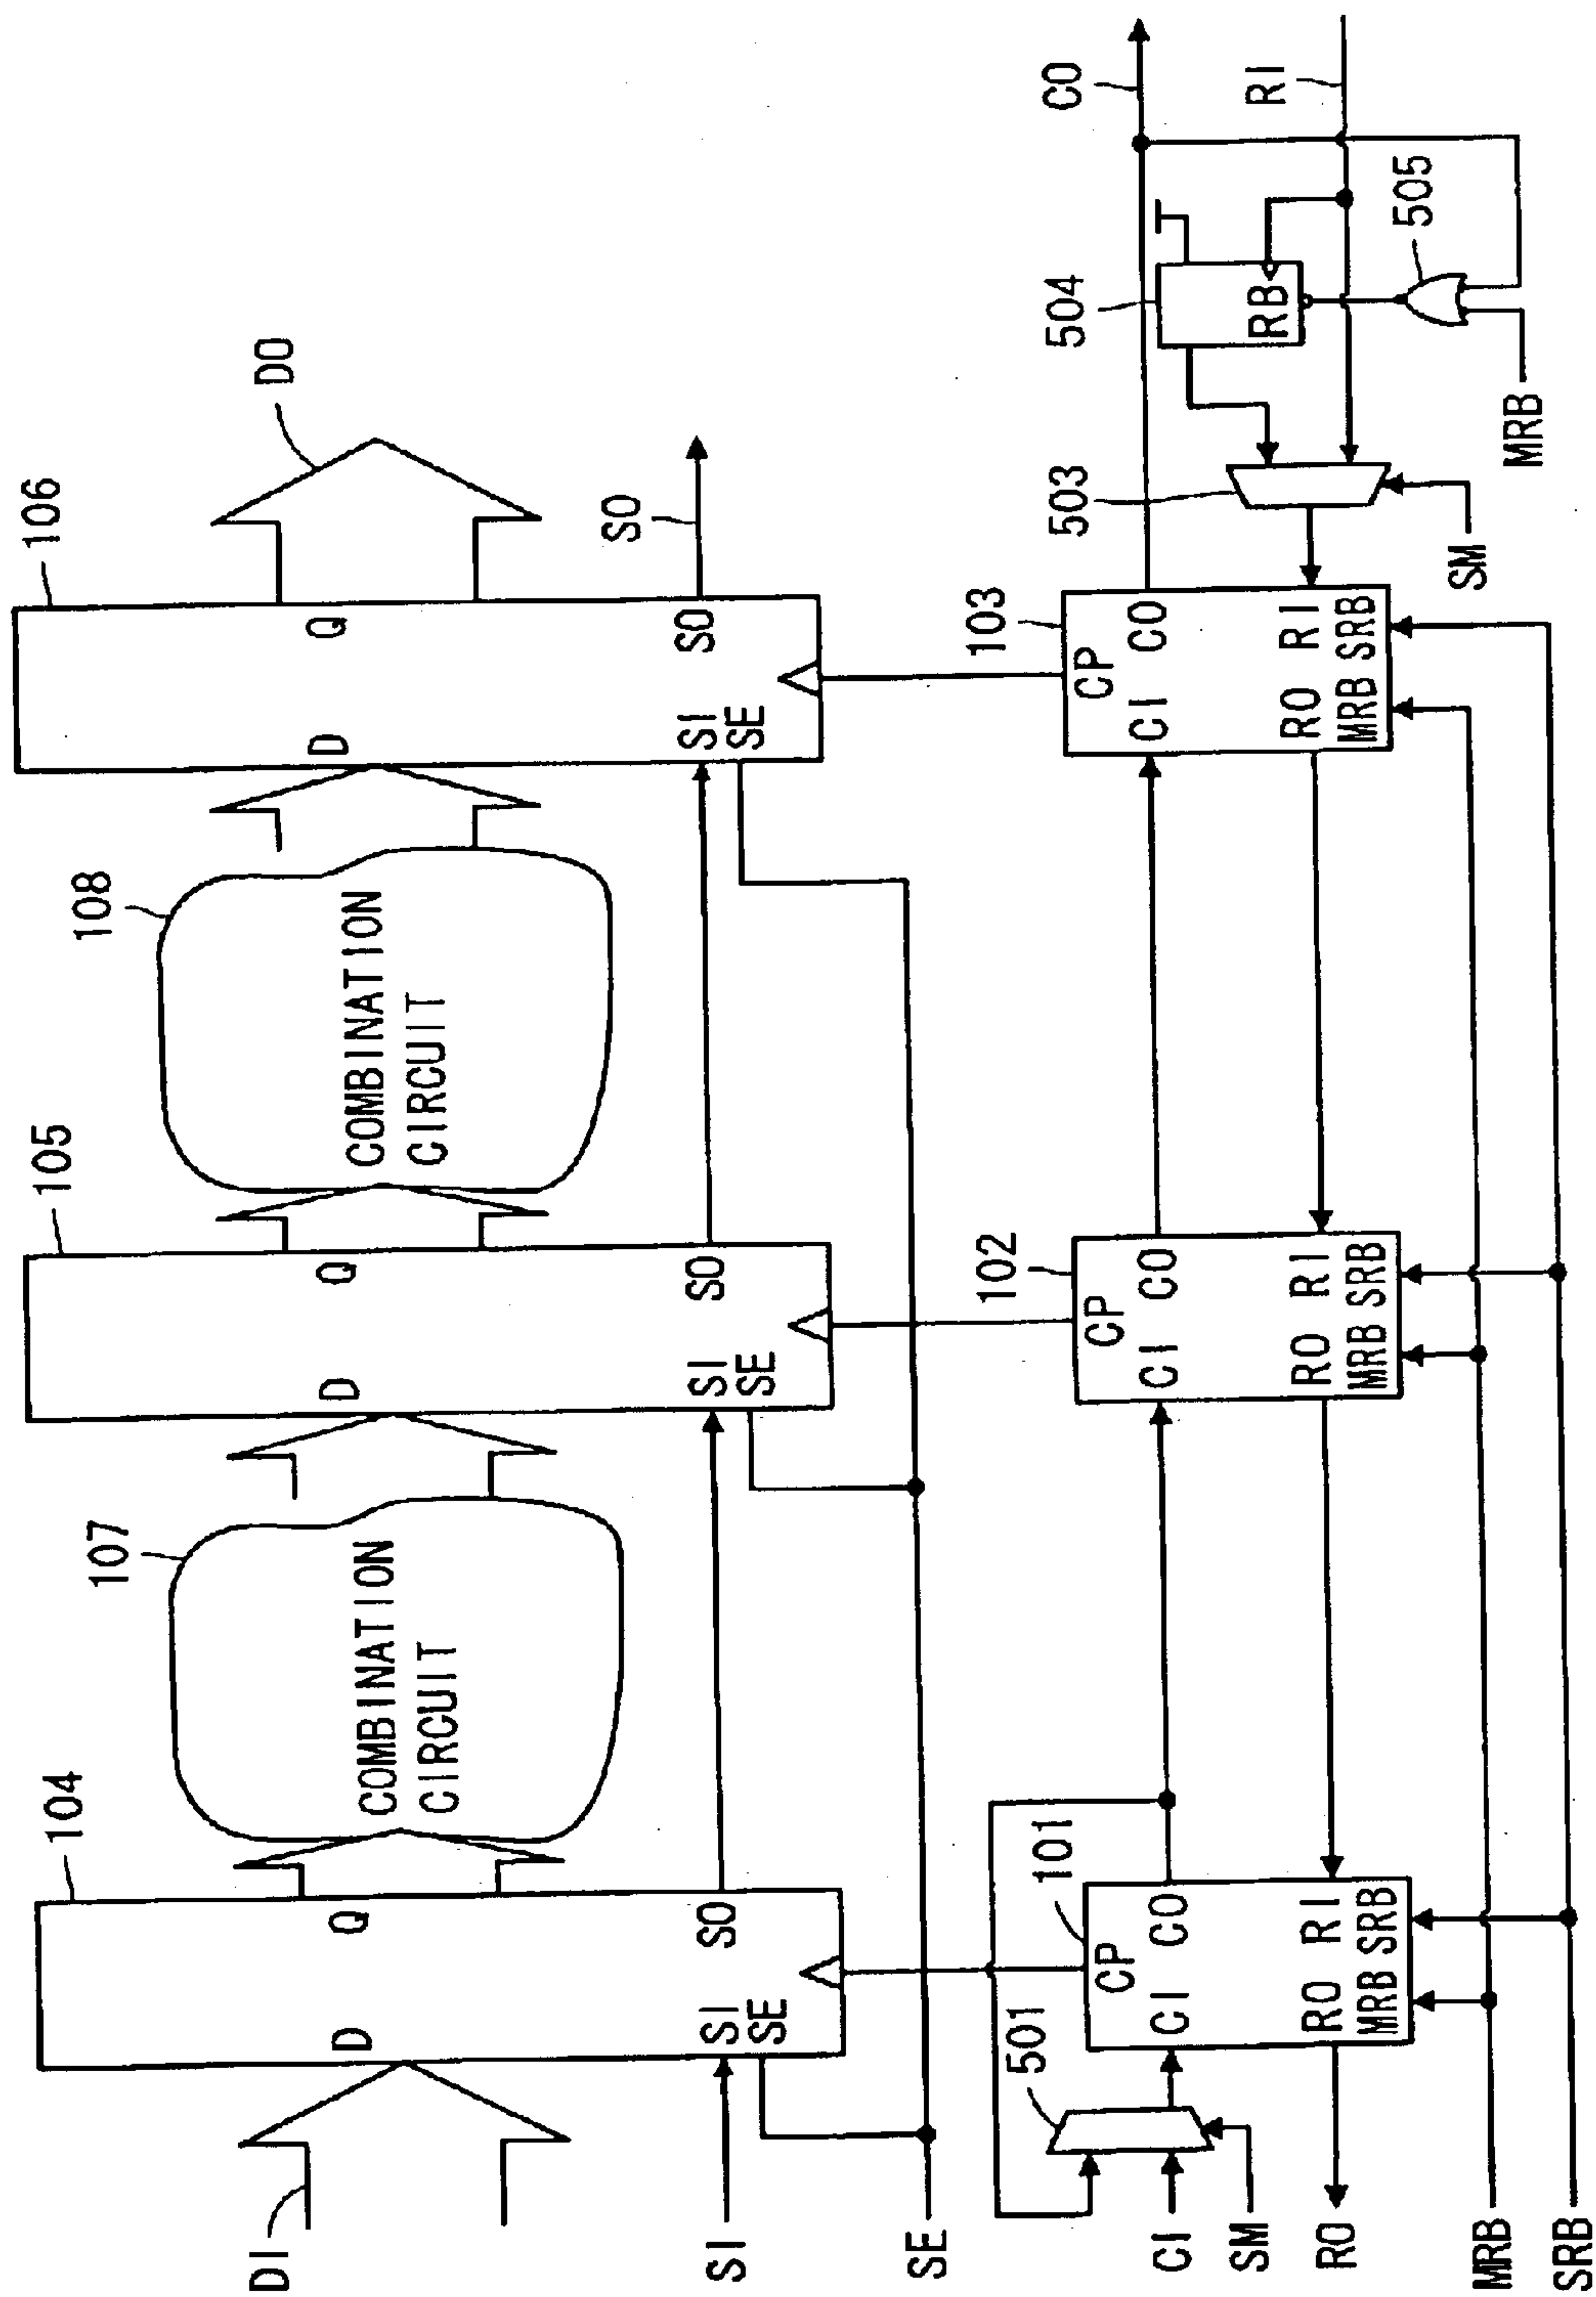 104
105
106
107
108
DI
D
Q
COMBINATION
CIRCUIT
D
Q
COMBINATION
CIRCUIT
D
Q
DO
SI
SI
SE
SO
SI
SE
SO
SI
SE
SO
SO
SE
501
101
102
103
504
CP
CP
CP
CI
CI
CO
CI
CO
CI
CO
CO
SM
RO
RO
RI
RO
RI
RO
RI
503
RB
RI
MRB SRB
MRB SRB
MRB SRB
505
SM
MRB
MRB
SRB